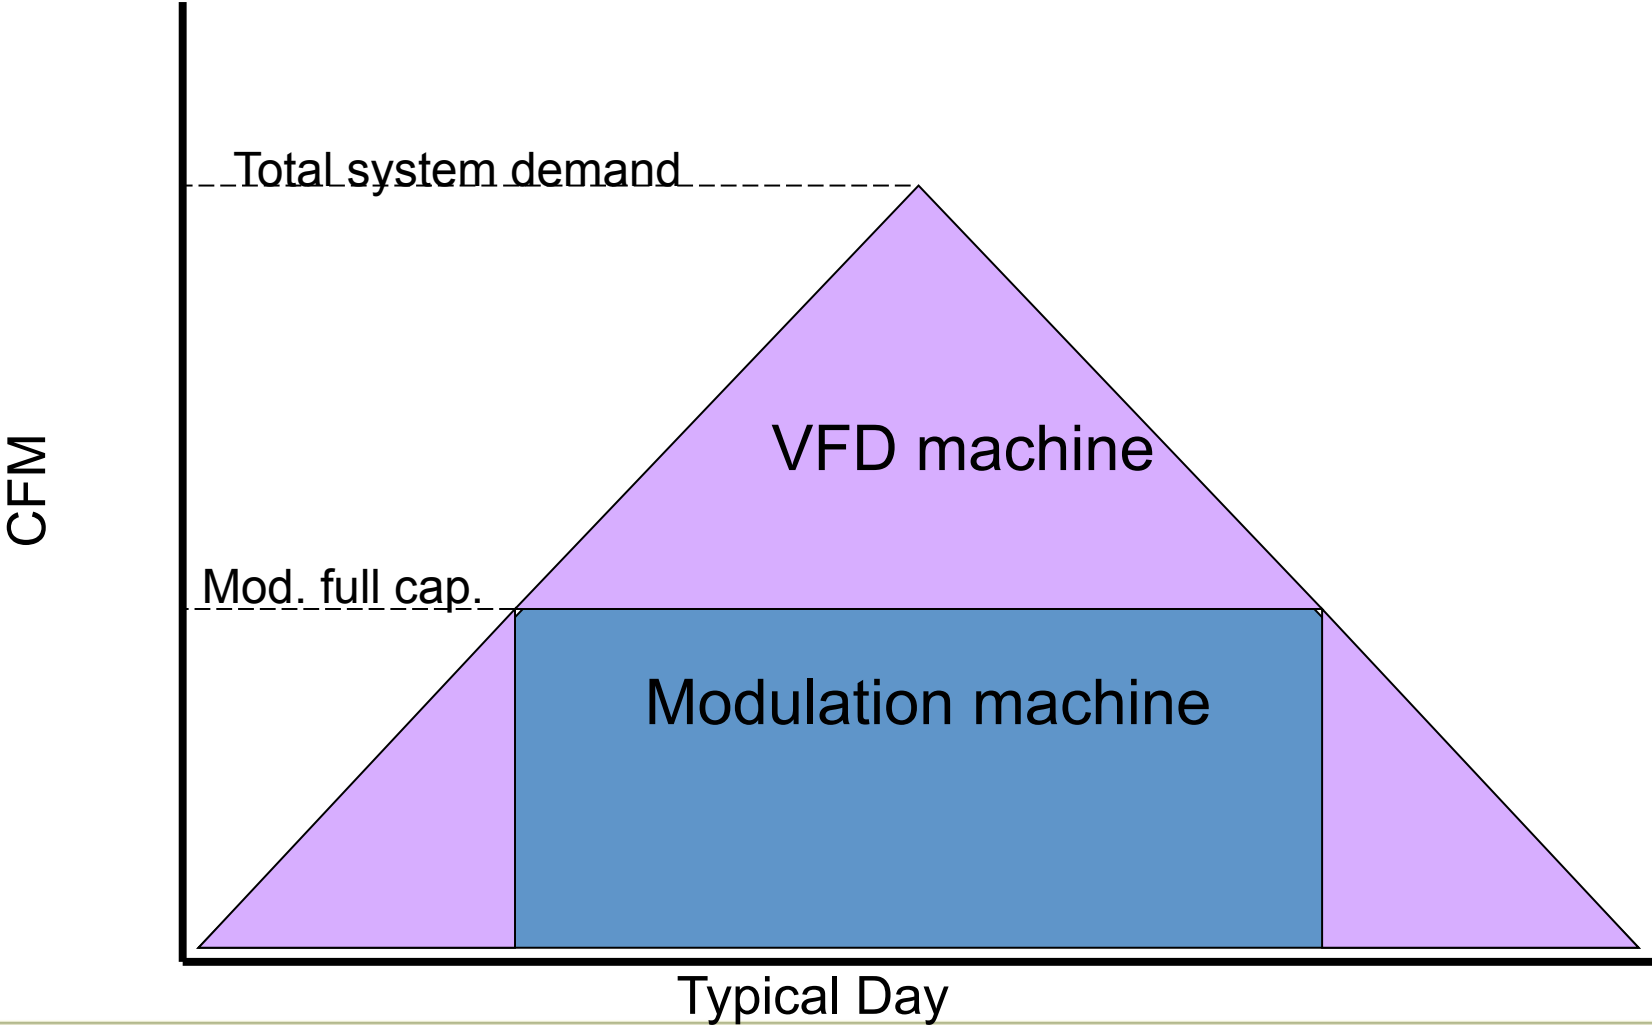 Total system demand
VFD machine
CFM
Mod. full cap.
Modulation machine
Typical Day